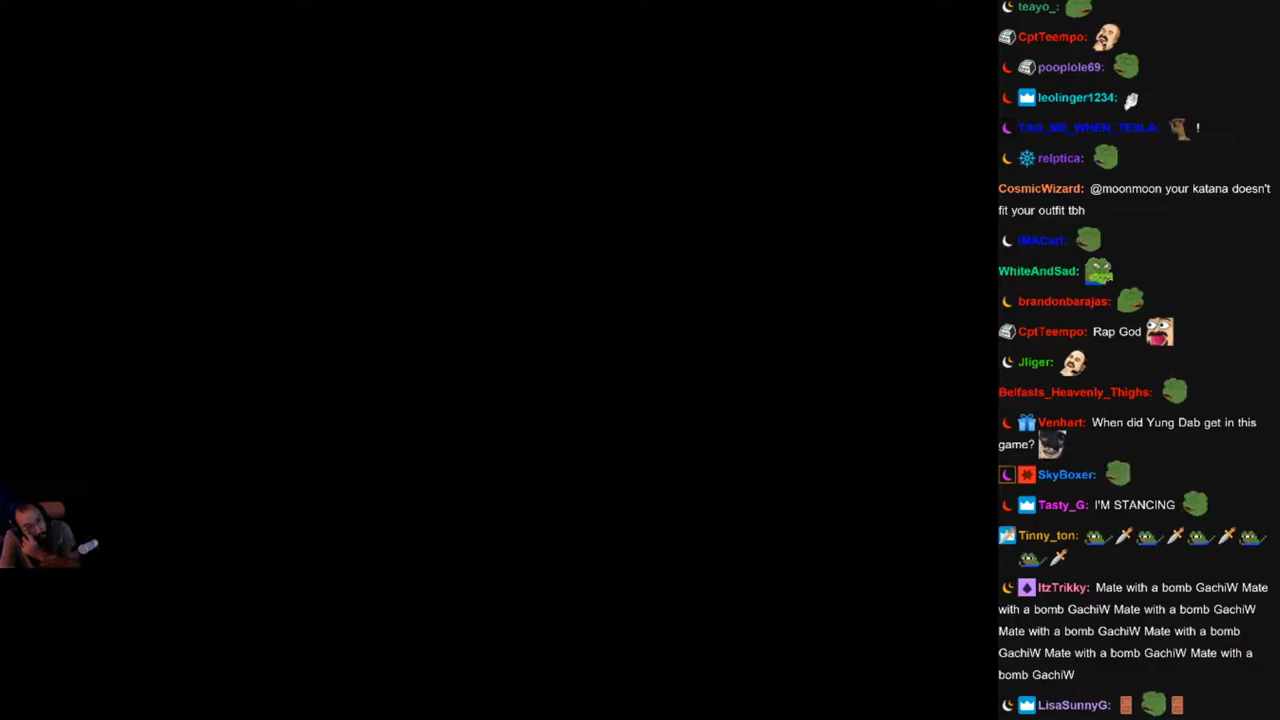 teayo_:
CptTeempo:
pooplole69:
leolinger1234:
TAG_ME_WHEN_TESLA: !
relptica:
CosmicWizard: @moonmoon your katana doesn't
fit your outfit tbh
WhiteAndSad:
brandonbarajas:
CptTeempo: Rap God
Jliger:
Belfasts_Heavenly_Thighs:
Venhart: When did Yung Dab get in this
game?
SkyBoxer:
Tasty_G: I'M STANCING
Tinny_ton:
ItzTrikky: Mate with a bomb GachiW Mate
with a bomb GachiW Mate with a bomb GachiW
Mate with a bomb GachiW Mate with a bomb
GachiW Mate with a bomb GachiW Mate with a
bomb GachiW
LisaSunnyG: